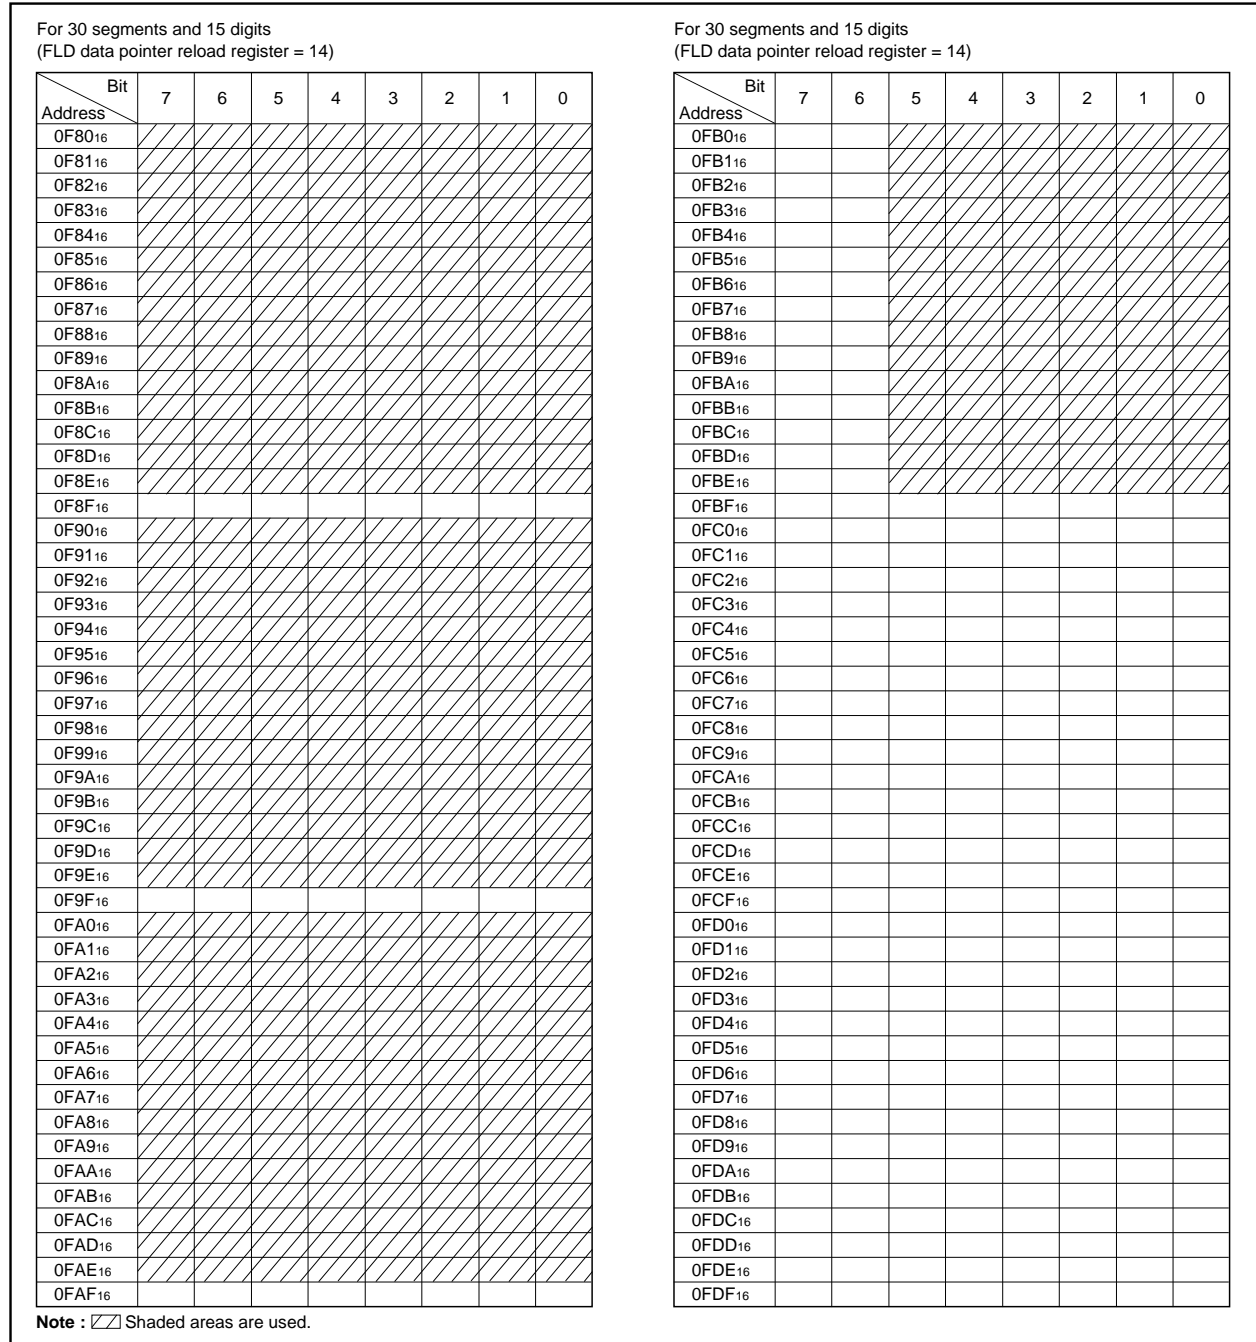 For 30 segments and 15 digits
(FLD data pointer reload register = 14)
Bit
Address
7 6 5 4 3 2 1 0
0F8016
0F8116
0F8216
0F8316
0F8416
0F8516
0F8616
0F8716
0F8816
0F8916
0F8A16
0F8B16
0F8C16
0F8D16
0F8E16
0F8F16
0F9016
0F9116
0F9216
0F9316
0F9416
0F9516
0F9616
0F9716
0F9816
0F9916
0F9A16
0F9B16
0F9C16
0F9D16
0F9E16
0F9F16
0FA016
0FA116
0FA216
0FA316
0FA416
0FA516
0FA616
0FA716
0FA816
0FA916
0FAA16
0FAB16
0FAC16
0FAD16
0FAE16
0FAF16
Note : Shaded areas are used.
For 30 segments and 15 digits
(FLD data pointer reload register = 14)
Bit
Address
7 6 5 4 3 2 1 0
0FB016
0FB116
0FB216
0FB316
0FB416
0FB516
0FB616
0FB716
0FB816
0FB916
0FBA16
0FBB16
0FBC16
0FBD16
0FBE16
0FBF16
0FC016
0FC116
0FC216
0FC316
0FC416
0FC516
0FC616
0FC716
0FC816
0FC916
0FCA16
0FCB16
0FCC16
0FCD16
0FCE16
0FCF16
0FD016
0FD116
0FD216
0FD316
0FD416
0FD516
0FD616
0FD716
0FD816
0FD916
0FDA16
0FDB16
0FDC16
0FDD16
0FDE16
0FDF16